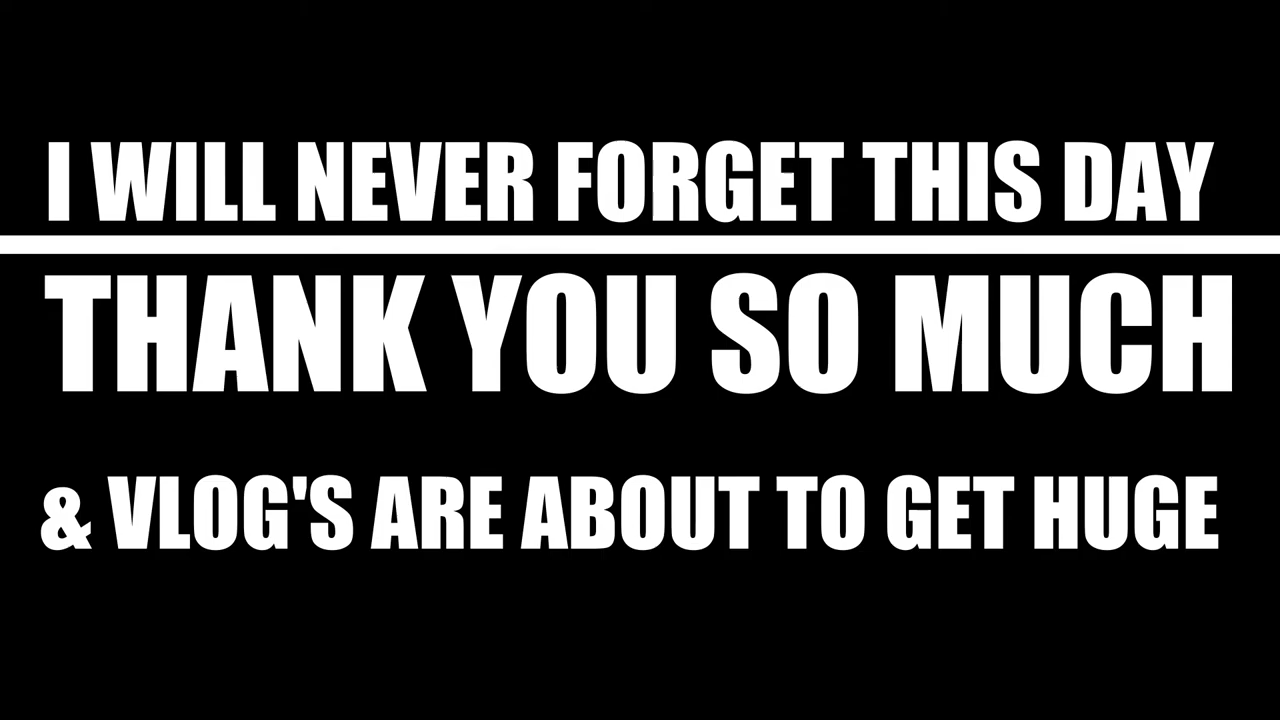 I WILL NEVER FORGET THIS DAY
THANK YOU SO MUCH
& VLOG'S ARE ABOUT TO GET HUGE